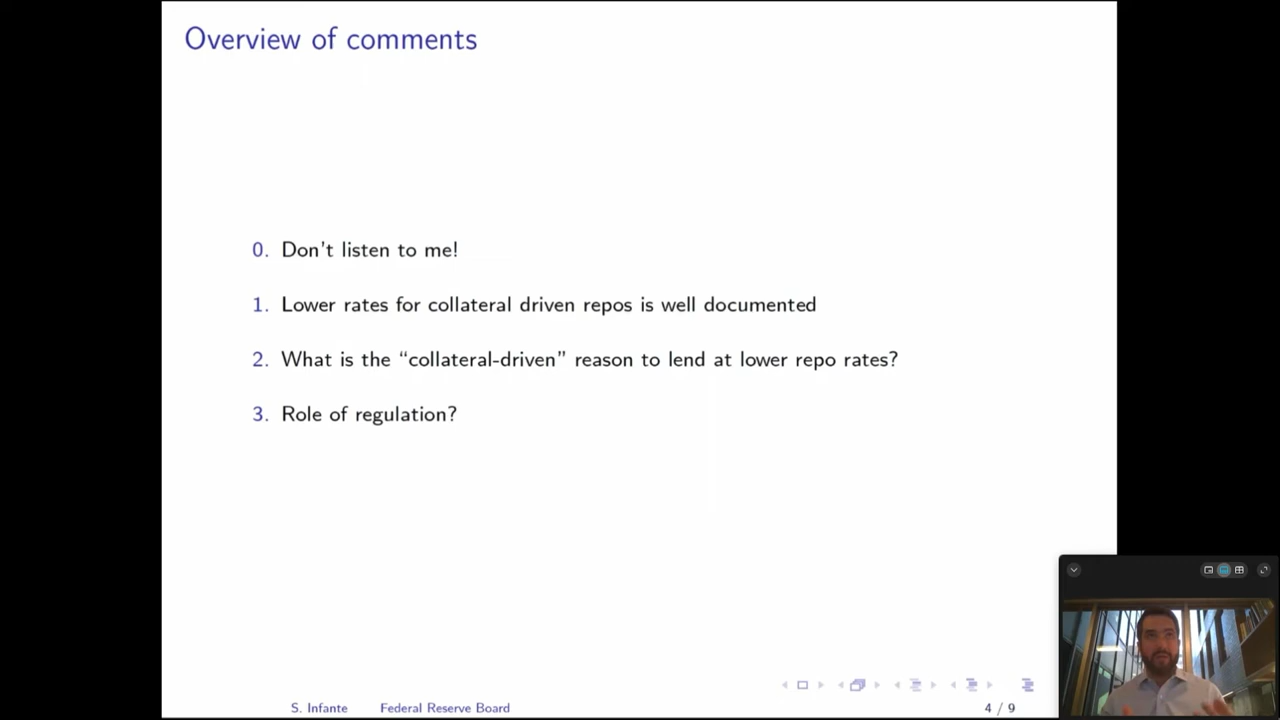 Overview of comments
0. Don't listen to me!
1. Lower rates for collateral driven repos is well documented
2. What is the “collateral-driven” reason to lend at lower repo rates?
3. Role of regulation?
S. Infante Federal Reserve Board 4 / 9